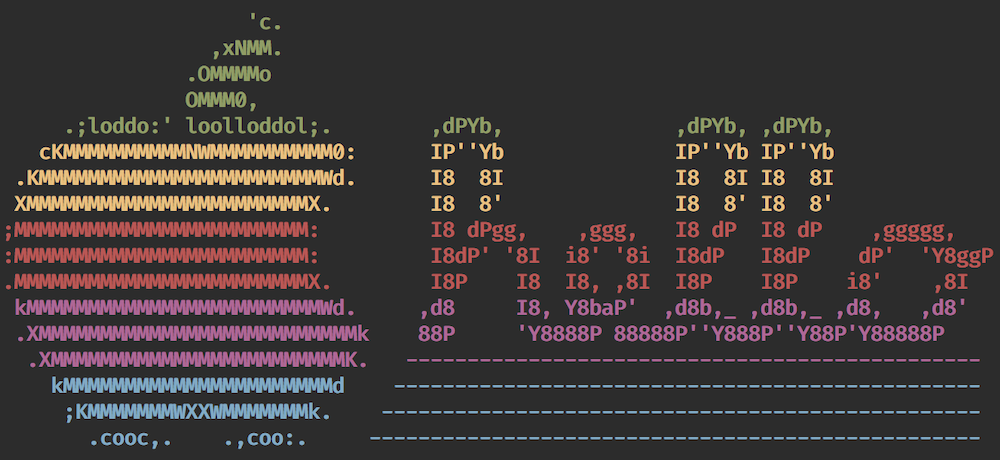 'c.
                 ,xNMM.
               .OMMMMo
               OMMM0,
     .;loddo:' loolloddol;.        ,dPYb,              ,dPYb, ,dPYb,
   cKMMMMMMMMMMNWMMMMMMMMMM0:      IP''Yb              IP''Yb IP''Yb
 .KMMMMMMMMMMMMMMMMMMMMMMMWd.      I8  8I              I8  8I I8  8I
 XMMMMMMMMMMMMMMMMMMMMMMMX.        I8  8'              I8  8' I8  8'
;MMMMMMMMMMMMMMMMMMMMMMMM:         I8 dPgg,    ,ggg,   I8 dP  I8 dP    ,ggggg,
:MMMMMMMMMMMMMMMMMMMMMMMM:         I8dP' '8I  i8' '8i  I8dP   I8dP    dP'  'Y8ggP
.MMMMMMMMMMMMMMMMMMMMMMMMX.        I8P    I8  I8, ,8I  I8P    I8P    i8'    ,8I
 kMMMMMMMMMMMMMMMMMMMMMMMMWd.     ,d8     I8, Y8baP'  ,d8b,_ ,d8b,_ ,d8,   ,d8'
 .XMMMMMMMMMMMMMMMMMMMMMMMMMMk    88P     'Y8888P 88888P''Y888P''Y88P'Y88888P
  .XMMMMMMMMMMMMMMMMMMMMMMMMK.   -----------------------------------------------
    kMMMMMMMMMMMMMMMMMMMMMMd    ------------------------------------------------
     ;KMMMMMMMWXXWMMMMMMMk.    -------------------------------------------------
       .cooc,.    .,coo:.     --------------------------------------------------